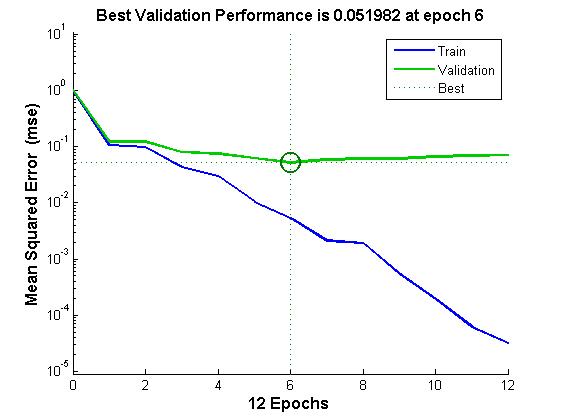 Best Validation Performance is 0.051982 at epoch 6
Train
Validation
Best
10^1
10^0
10^-1
10^-2
10^-3
10^-4
10^-5
Mean Squared Error (mse)
0 2 4 6 8 10 12
12 Epochs